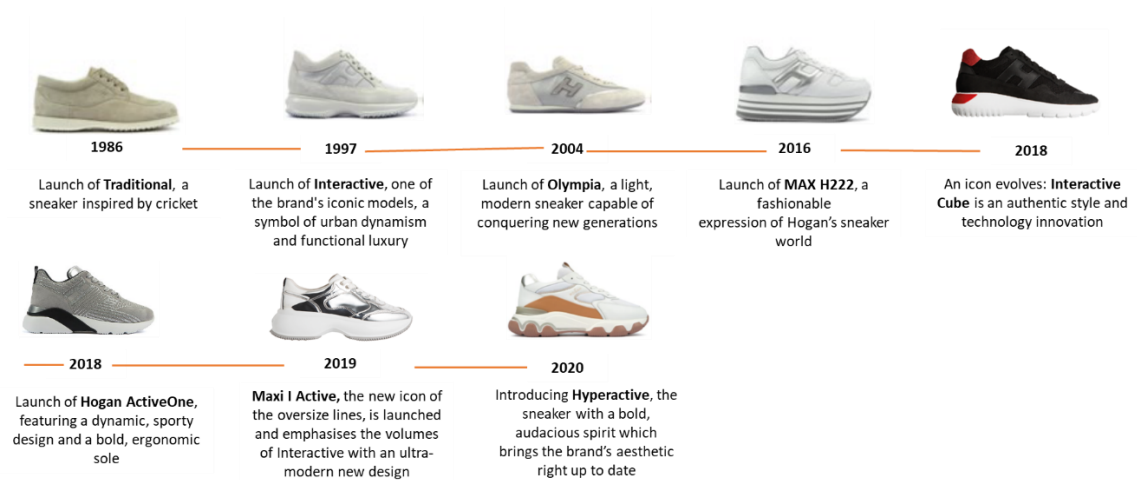 1986
Launch of Traditional, a
sneaker inspired by cricket
1997
Launch of Interactive, one of
the brand's iconic models, a
symbol of urban dynamism
and functional luxury
2004
Launch of Olympia, a light,
modern sneaker capable of
conquering new generations
2016
Launch of MAX H222, a
fashionable
expression of Hogan’s sneaker
world
2018
An icon evolves: Interactive
Cube is an authentic style and
technology innovation
2018
Launch of Hogan ActiveOne,
featuring a dynamic, sporty
design and a bold, ergonomic
sole
2019
Maxi I Active, the new icon of
the oversize lines, is launched
and emphasises the volumes
of Interactive with an ultra-
modern new design
2020
Introducing Hyperactive, the
sneaker with a bold,
audacious spirit which
brings the brand’s aesthetic
right up to date